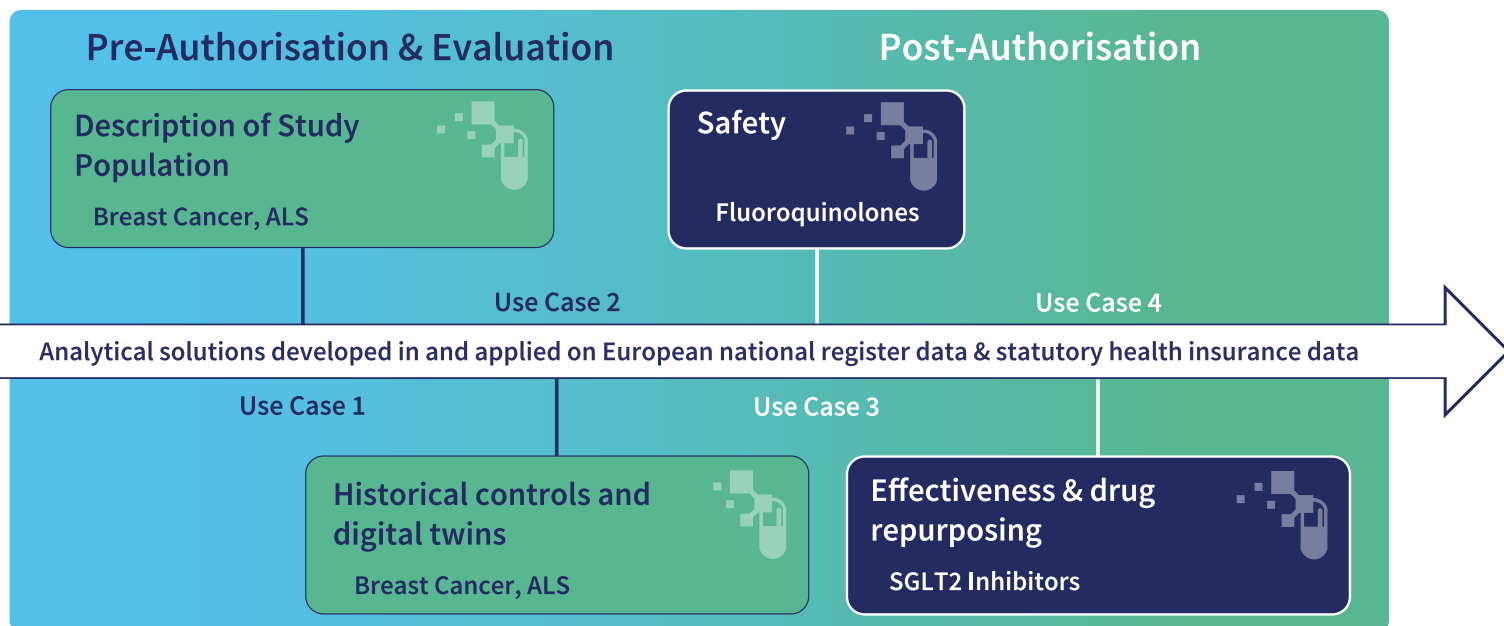 Pre-Authorisation & Evaluation
Post-Authorisation
Description of Study
Population
Breast Cancer, ALS
Safety
Fluoroquinolones
Use Case 2
Use Case 4
Analytical solutions developed in and applied on European national register data & statutory health insurance data
Use Case 1
Use Case 3
Historical controls and
digital twins
Breast Cancer, ALS
Effectiveness & drug
repurposing
SGLT2 Inhibitors